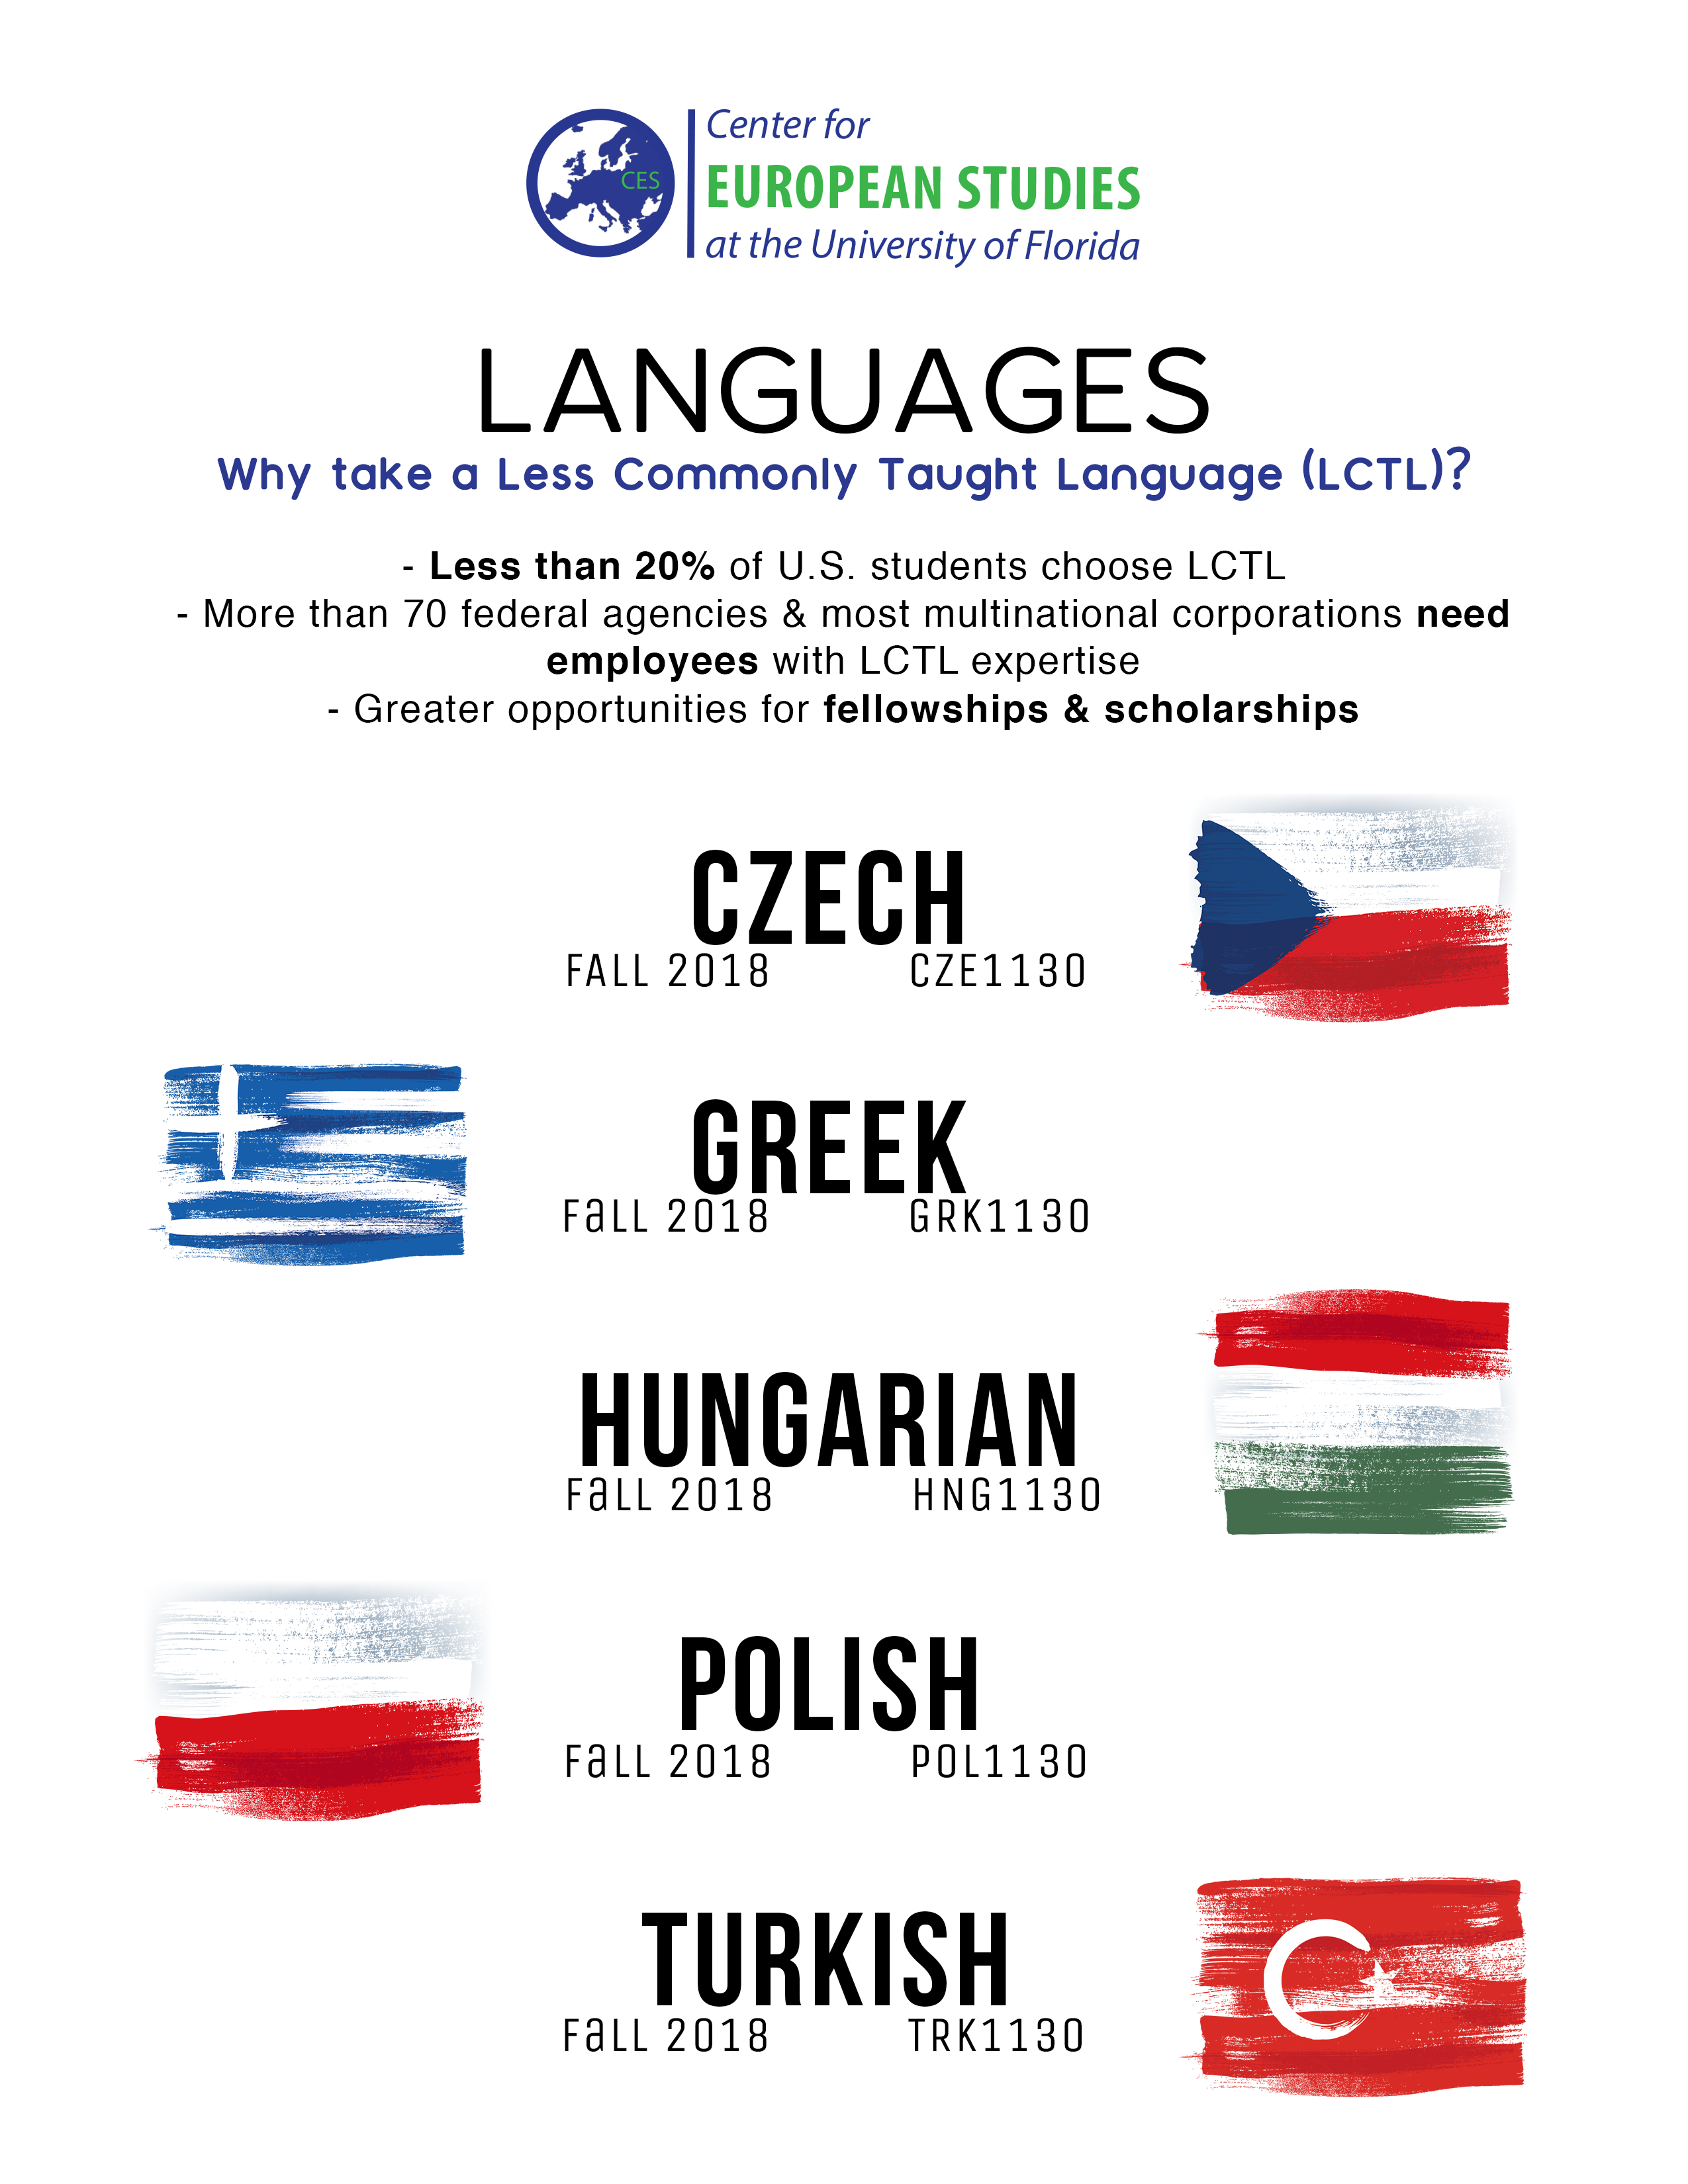 CES
Center for
EUROPEAN STUDIES
at the University of Florida
LANGUAGES
Why take a Less Commonly Taught Language (LCTL)?
- Less than 20% of U.S. students choose LCTL
- More than 70 federal agencies & most multinational corporations need
employees with LCTL expertise
- Greater opportunities for fellowships & scholarships
CZECH
FALL 2018 CZE1130
GREEK
FaLL 2018 GRK1130
HUNGARIAN
FaLL 2018 HNG1130
POLISH
FaLL 2018 POL1130
TURKISH
FaLL 2018 TRK1130